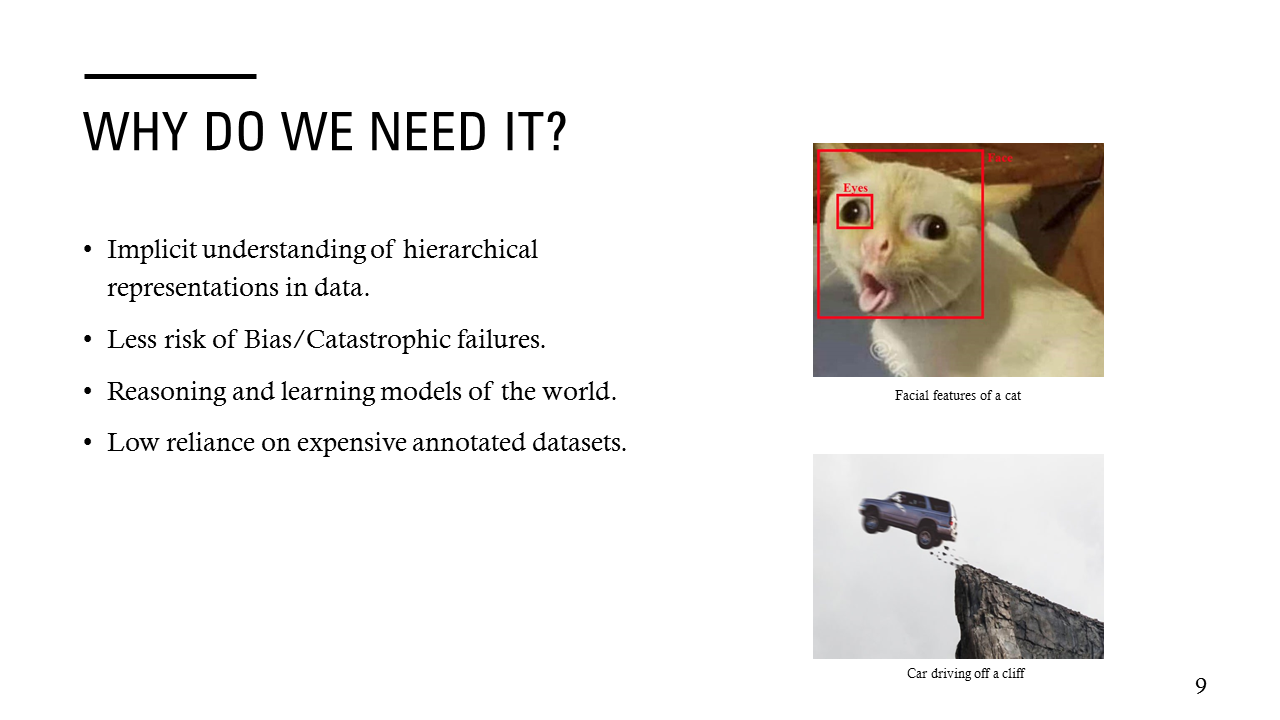 WHY DO WE NEED IT?
• Implicit understanding of hierarchical
representations in data.
• Less risk of Bias/Catastrophic failures.
• Reasoning and learning models of the world.
• Low reliance on expensive annotated datasets.
Eyes
Facial features of a cat
Car driving off a cliff
9